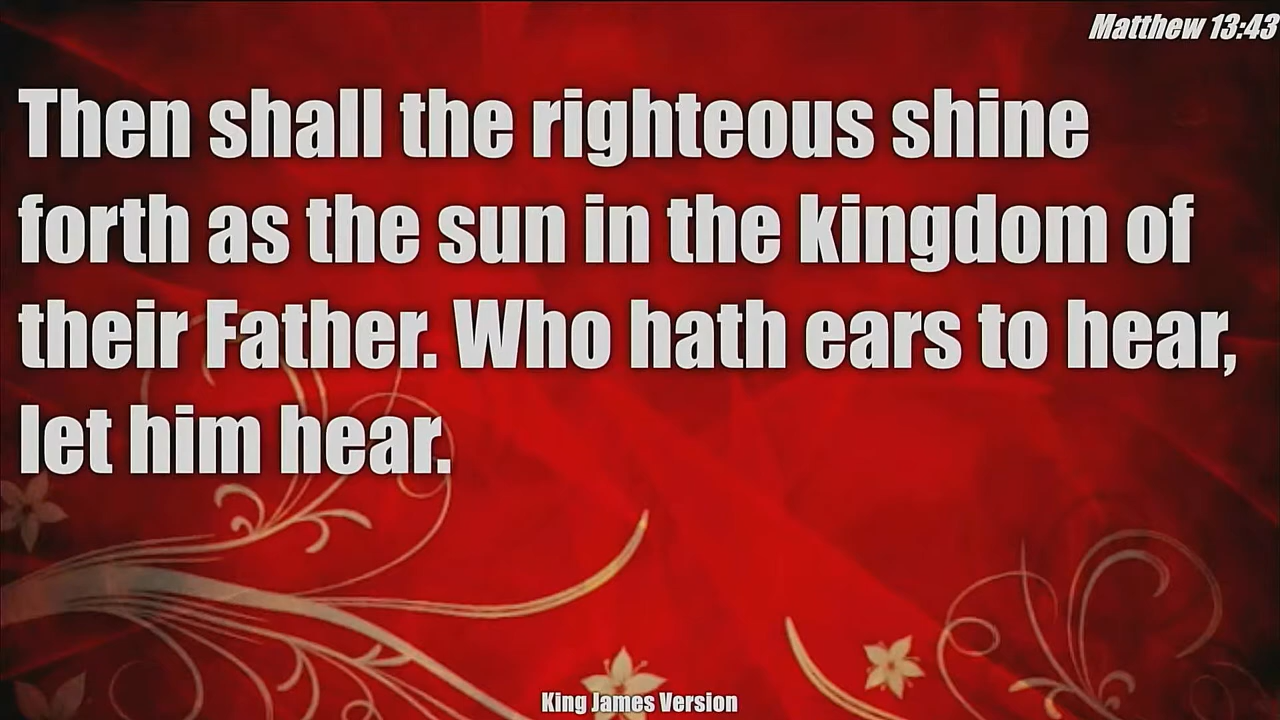 Matthew 13:43
Then shall the righteous shine
forth as the sun in the kingdom of
their Father. Who hath ears to hear,
let him hear.
King James Version